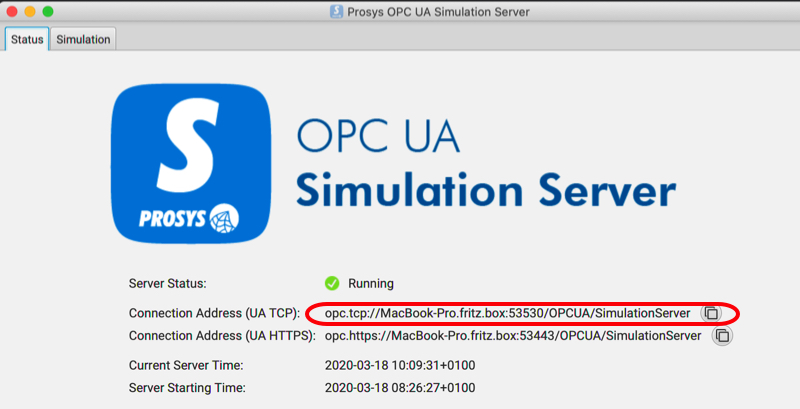 Prosys OPC UA Simulation Server
Status Simulation
S
PROSYS
OPC UA
Simulation Server
Server Status: Running
Connection Address (UA TCP): opc.tcp://MacBook-Pro.fritz.box:53530/OPCUA/SimulationServer
Connection Address (UA HTTPS): opc.https://MacBook-Pro.fritz.box:53443/OPCUA/SimulationServer
Current Server Time: 2020-03-18 10:09:31+0100
Server Starting Time: 2020-03-18 08:26:27+0100